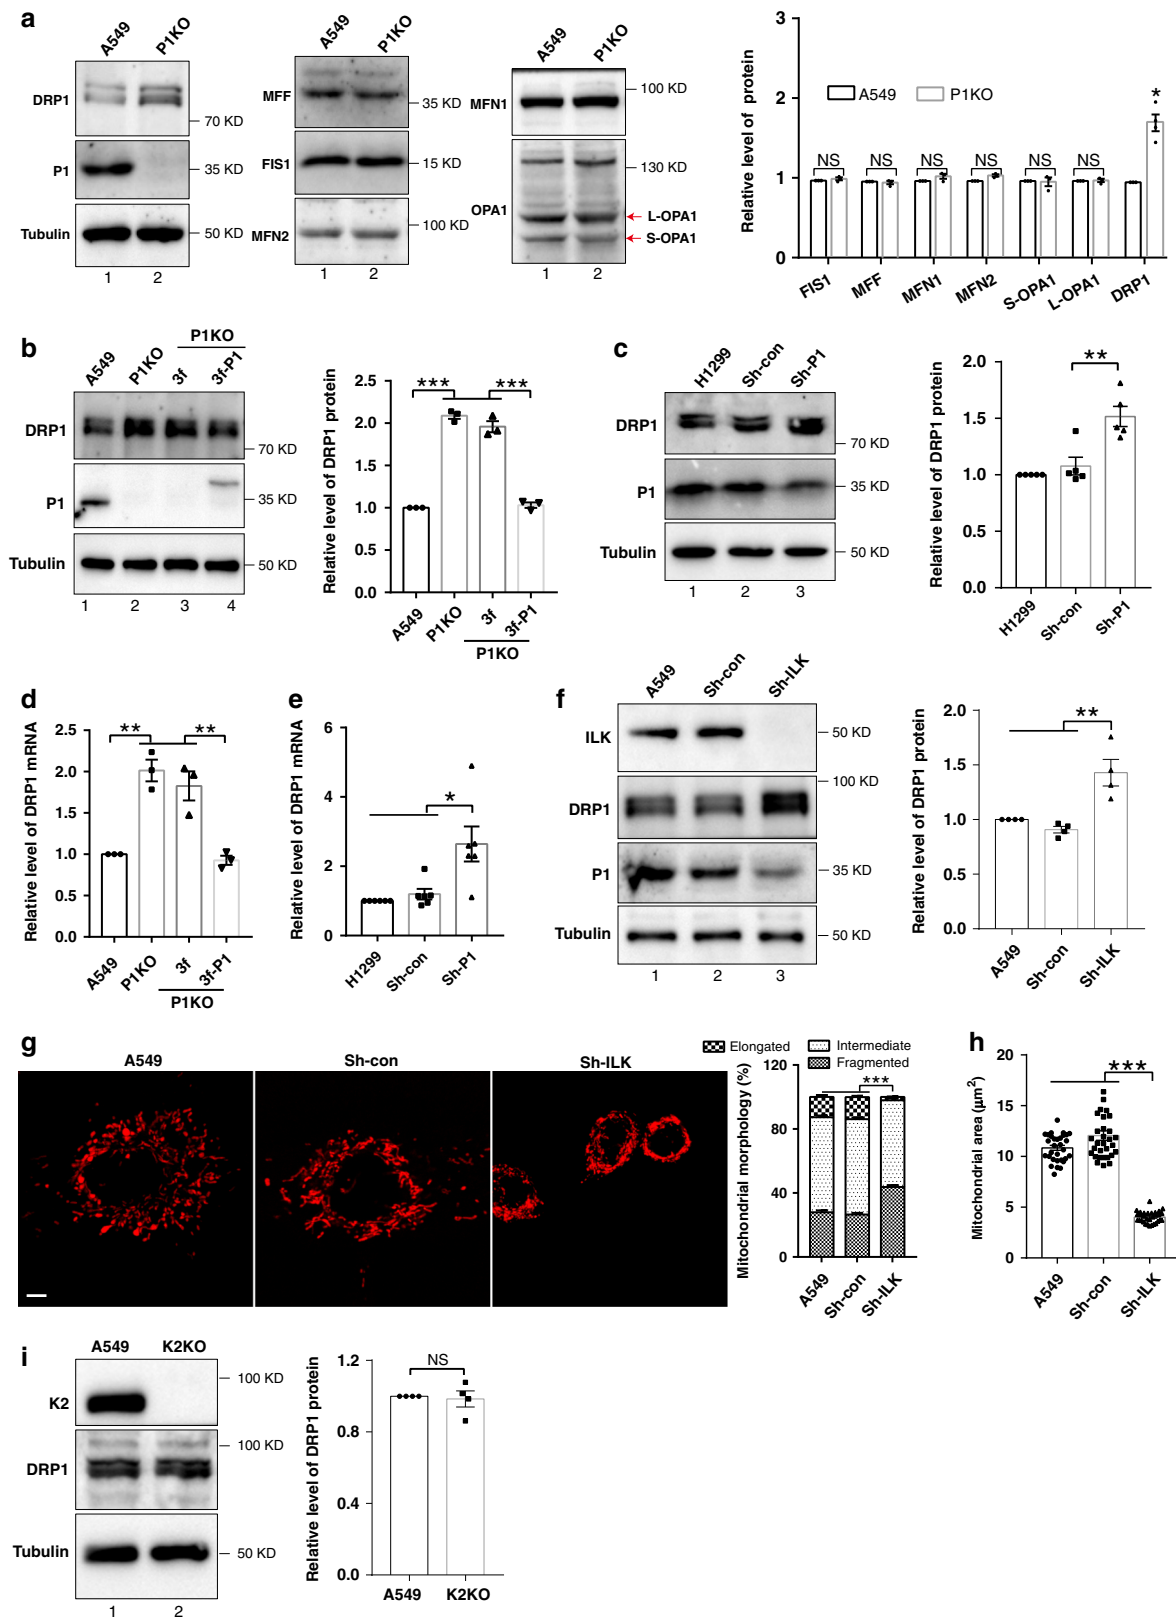 a
A549
P1KO
DRP1
70 KD
P1
35 KD
Tubulin
50 KD
1 2
A549
P1KO
MFF
35 KD
FIS1
15 KD
MFN2
100 KD
1 2
A549
P1KO
MFN1
100 KD
130 KD
OPA1
L-OPA1
S-OPA1
1 2
Relative level of protein
3
2
1
0
A549 P1KO
NS NS NS NS NS NS *
FIS1 MFF MFN1 MFN2 S-OPA1 L-OPA1 DRP1
b
P1KO
A549 P1KO 3f 3f-P1
DRP1
70 KD
P1
35 KD
Tubulin
50 KD
1 2 3 4
Relative level of DRP1 protein
2.5
2.0
1.5
1.0
0.5
0.0
*** ***
A549 P1KO 3f 3f-P1
P1KO
c
H1299 Sh-con Sh-P1
DRP1
70 KD
P1
35 KD
Tubulin
50 KD
1 2 3
Relative level of DRP1 protein
2.0
1.5
1.0
0.5
0.0
**
H1299 Sh-con Sh-P1
d
Relative level of DRP1 mRNA
2.5
2.0
1.5
1.0
0.5
0.0
** **
A549 P1KO 3f 3f-P1
P1KO
e
Relative level of DRP1 mRNA
6
4
2
0
*
H1299 Sh-con Sh-P1
f
A549 Sh-con Sh-ILK
ILK
50 KD
100 KD
DRP1
P1
35 KD
Tubulin
50 KD
1 2 3
Relative level of DRP1 protein
2.0
1.5
1.0
0.5
0.0
**
A549 Sh-con Sh-ILK
g
A549 Sh-con Sh-ILK
Elongated Intermediate
Fragmented
Mitochondrial morphology (%)
120
80
40
0
***
A549 Sh-con Sh-ILK
h
Mitochondrial area (μm²)
20
15
10
5
0
***
A549 Sh-con Sh-ILK
i
A549 K2KO
100 KD
K2
100 KD
DRP1
Tubulin
50 KD
1 2
Relative level of DRP1 protein
1.2
0.8
0.4
0.0
NS
A549 K2KO